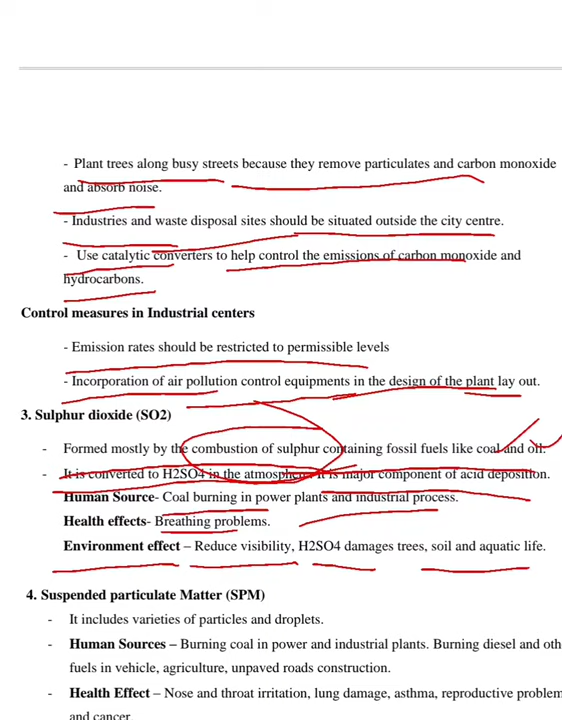 - Plant trees along busy streets because they remove particulates and carbon monoxide
and absorb noise.
- Industries and waste disposal sites should be situated outside the city centre.
- Use catalytic converters to help control the emissions of carbon monoxide and
hydrocarbons.
Control measures in Industrial centers
- Emission rates should be restricted to permissible levels
- Incorporation of air pollution control equipments in the design of the plant lay out.
3. Sulphur dioxide (SO2)
- Formed mostly by the combustion of sulphur containing fossil fuels like coal and oil.
- It is converted to H2SO4 in the atmosphere. It is major component of acid deposition.
Human Source- Coal burning in power plants and industrial process.
Health effects- Breathing problems.
Environment effect – Reduce visibility, H2SO4 damages trees, soil and aquatic life.
4. Suspended particulate Matter (SPM)
- It includes varieties of particles and droplets.
- Human Sources – Burning coal in power and industrial plants. Burning diesel and oth
fuels in vehicle, agriculture, unpaved roads construction.
- Health Effect – Nose and throat irritation, lung damage, asthma, reproductive problem
and cancer.